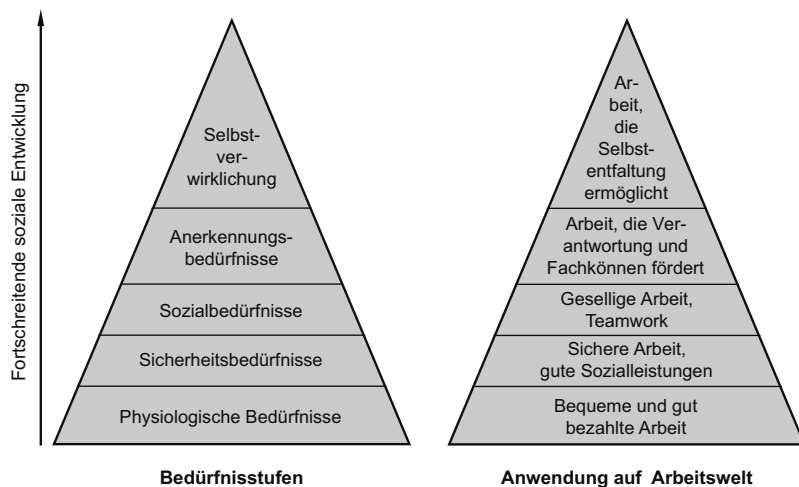 Fortschreitende soziale Entwicklung
Selbst-
ver-
wirklichung
Anerkennungs-
bedürfnisse
Sozialbedürfnisse
Sicherheitsbedürfnisse
Physiologische Bedürfnisse
Bedürfnisstufen
Ar-
beit,
die
Selbst-
entfaltung
ermöglicht
Arbeit, die Ver-
antwortung und
Fachkönnen fördert
Gesellige Arbeit,
Teamwork
Sichere Arbeit,
gute Sozialleistungen
Bequeme und gut
bezahlte Arbeit
Anwendung auf Arbeitswelt